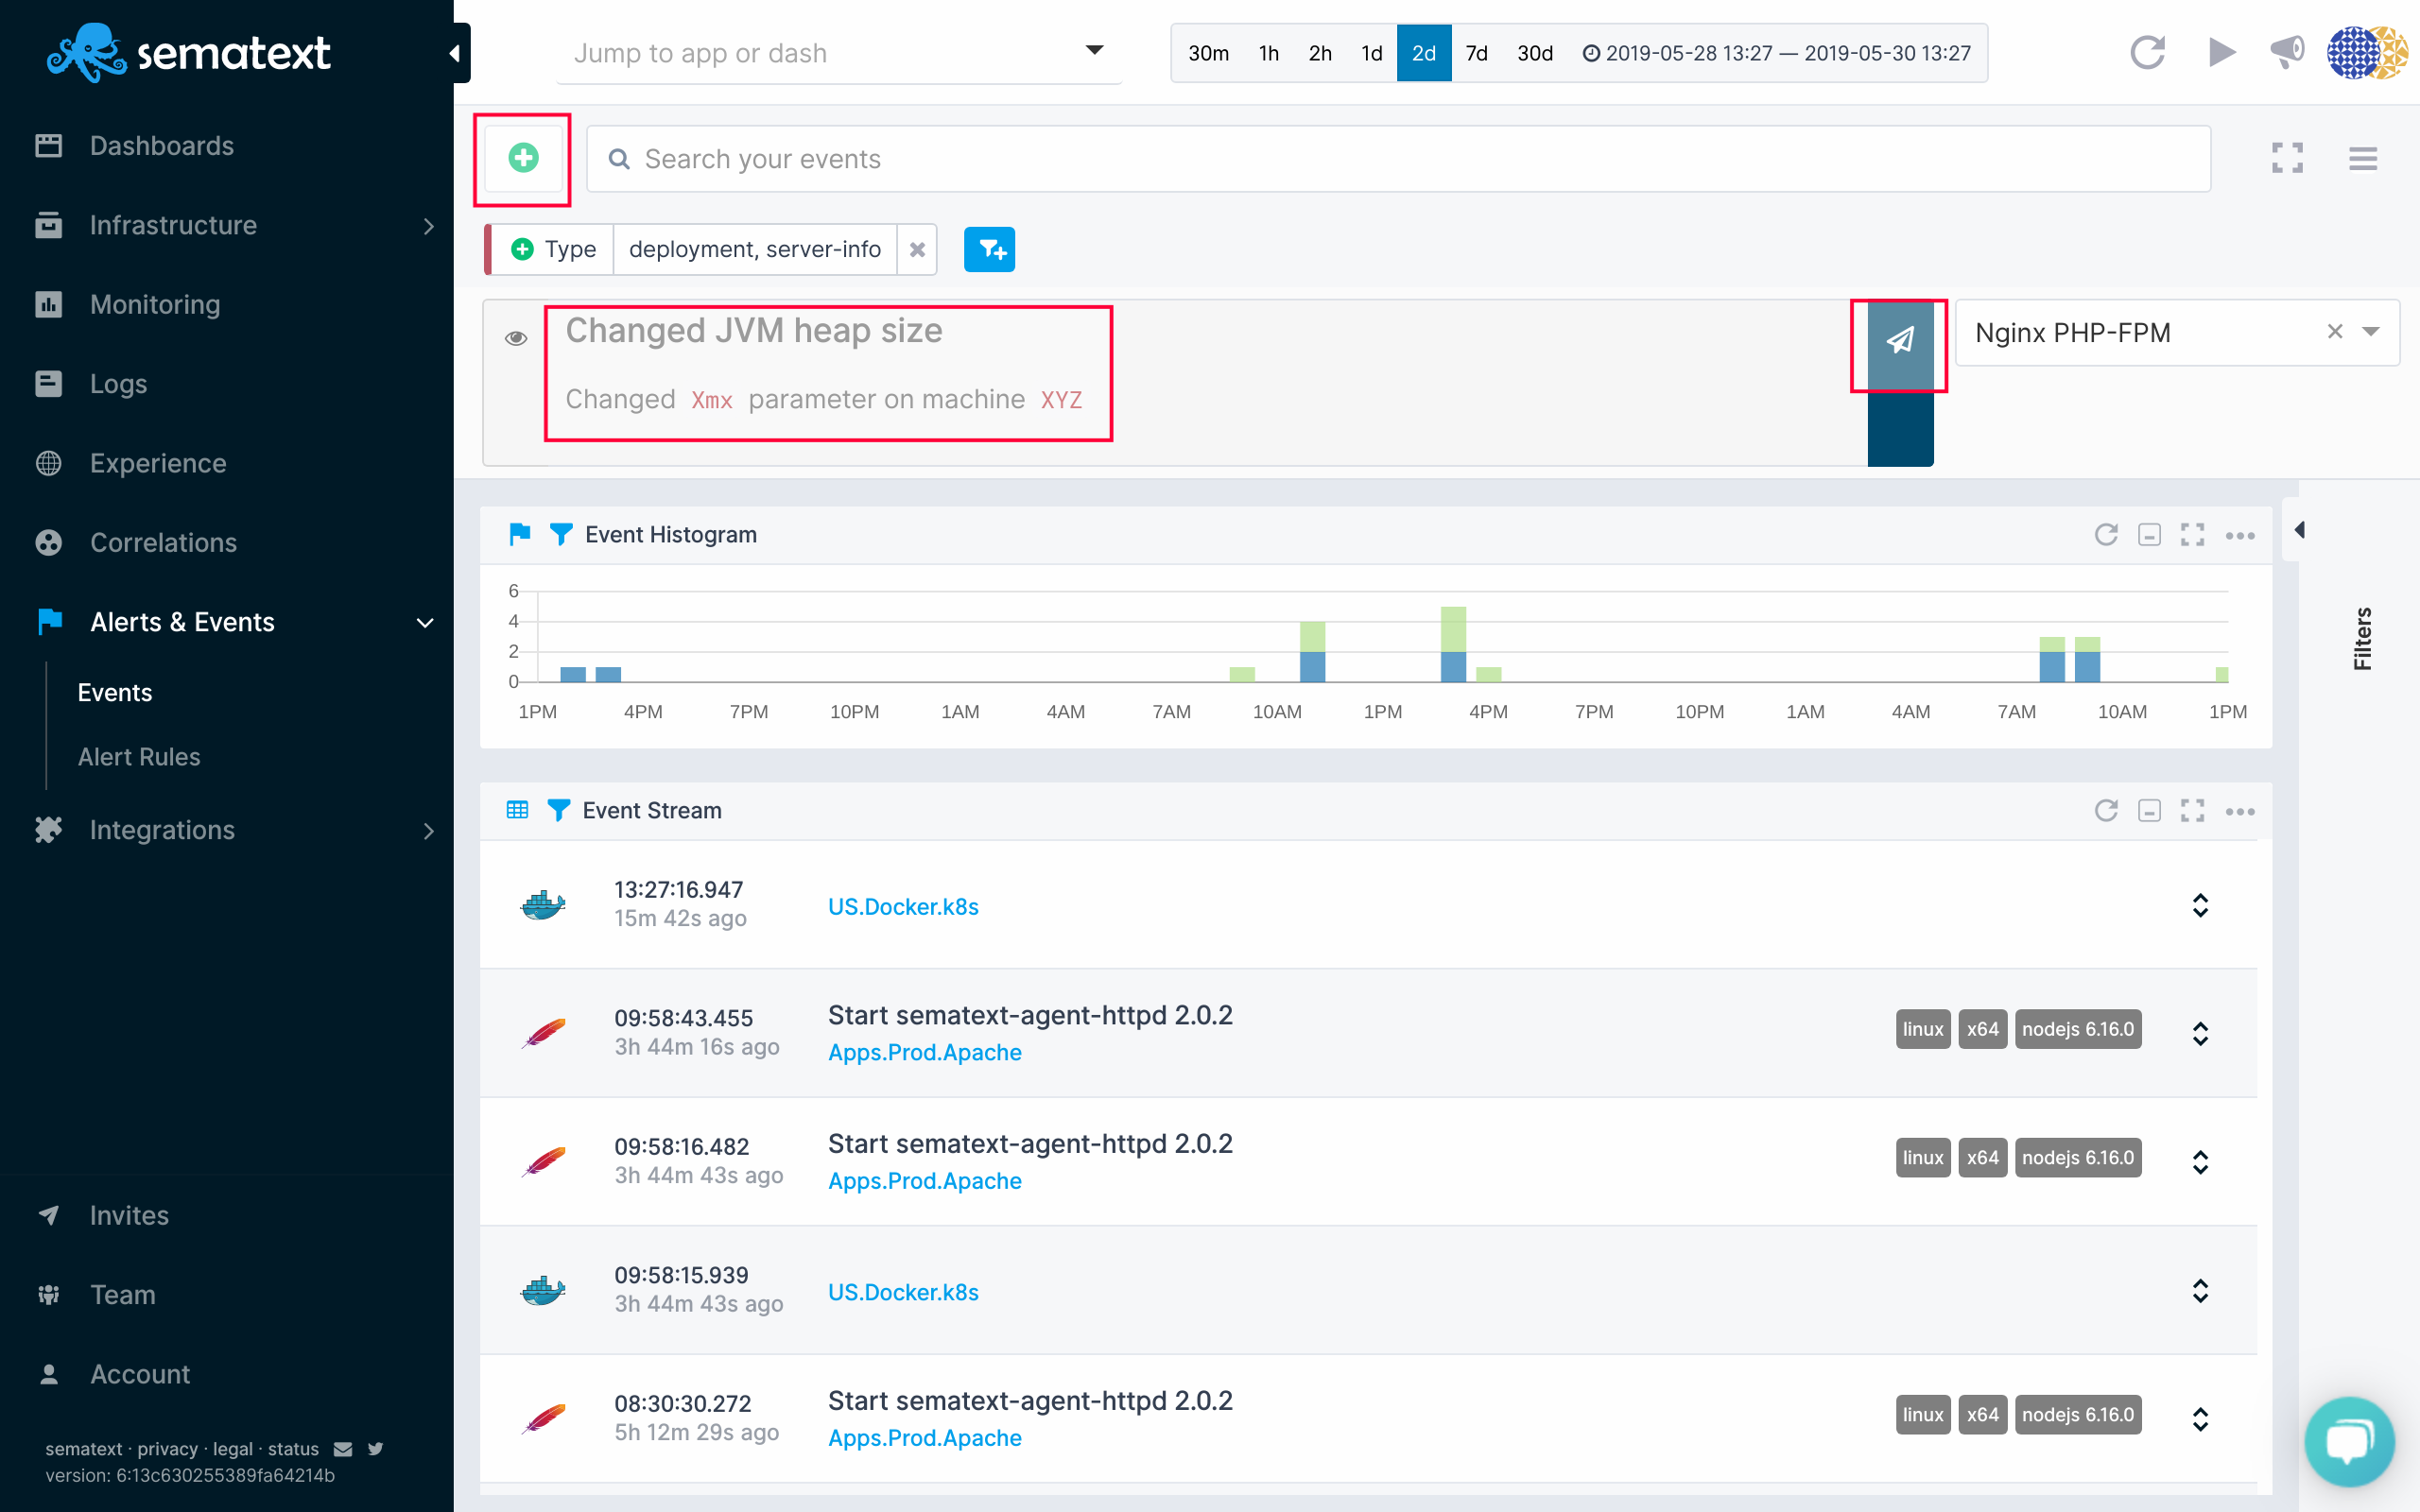 sematext
Jump to app or dash
30m 1h 2h 1d 2d 7d 30d 2019-05-28 13:27 — 2019-05-30 13:27
Dashboards
Infrastructure
Monitoring
Logs
Experience
Correlations
Alerts & Events
Events
Alert Rules
Integrations
Invites
Team
Account
sematext · privacy · legal · status
version: 6:13c630255389fa64214b
Search your events
Type deployment, server-info
Changed JVM heap size
Changed Xmx parameter on machine XYZ
Nginx PHP-FPM
Event Histogram
6
4
2
0
1PM 4PM 7PM 10PM 1AM 4AM 7AM 10AM 1PM 4PM 7PM 10PM 1AM 4AM 7AM 10AM 1PM
Filters
Event Stream
13:27:16.947
15m 42s ago
US.Docker.k8s
09:58:43.455
3h 44m 16s ago
Start sematext-agent-httpd 2.0.2
Apps.Prod.Apache
linux x64 nodejs 6.16.0
09:58:16.482
3h 44m 43s ago
Start sematext-agent-httpd 2.0.2
Apps.Prod.Apache
linux x64 nodejs 6.16.0
09:58:15.939
3h 44m 43s ago
US.Docker.k8s
08:30:30.272
5h 12m 29s ago
Start sematext-agent-httpd 2.0.2
Apps.Prod.Apache
linux x64 nodejs 6.16.0